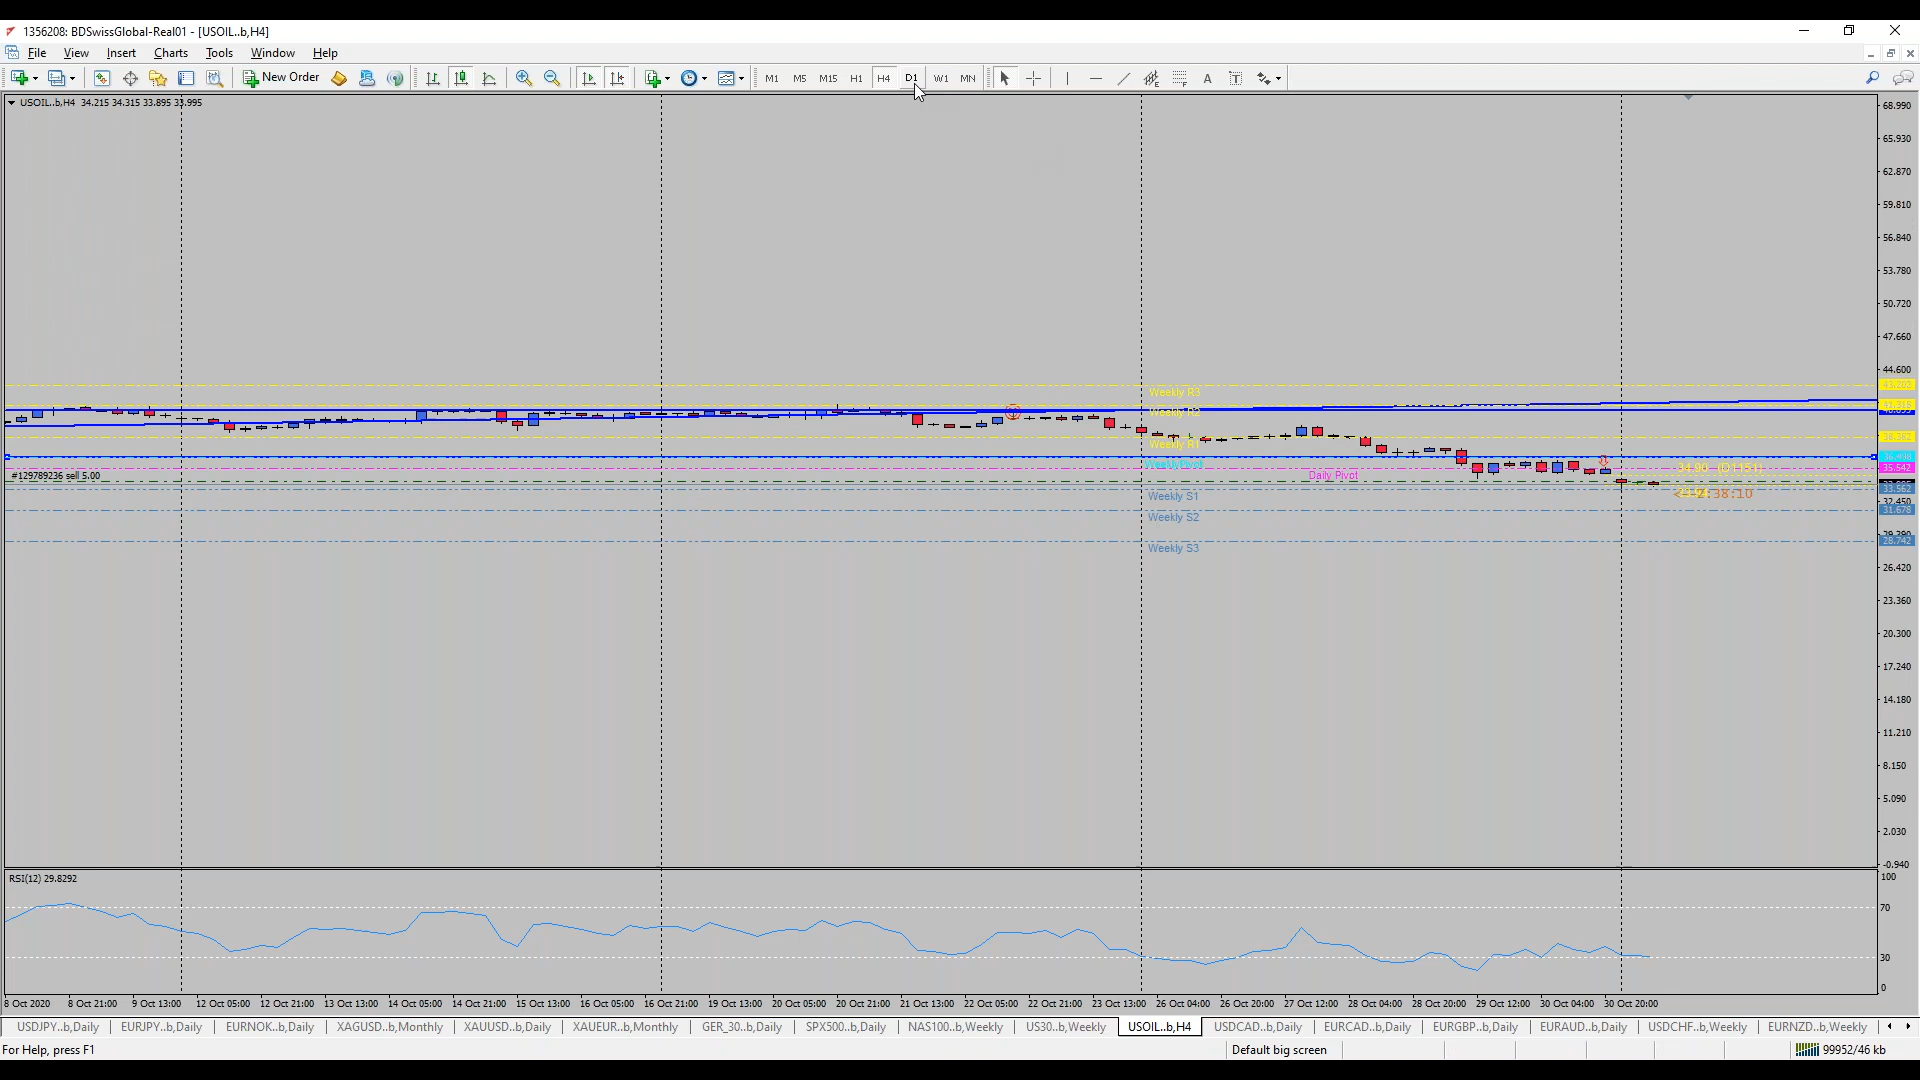 1356208: BDSwissGlobal-Real01 - [USOIL..b,H4]
File View Insert Charts Tools Window Help
New Order M1 M5 M15 H1 H4 D1 W1 MN A T
USOIL..b,H4 34.215 34.315 33.895 33.995
68.990
65.930
62.870
59.810
56.840
53.780
50.720
47.660
44.600
Weekly R3
Weekly R2
Weekly R1
38.382
WeeklyPivot
35.542
#129789236 sell 5.00
Daily Pivot
34.90 (D1151)
33.562
32.450
Weekly S1
31.678
Weekly S2
28.742
Weekly S3
26.420
23.360
20.300
17.240
14.180
11.210
8.150
5.090
2.030
-0.940
RSI(12) 29.8292
100
70
30
0
8 Oct 2020 8 Oct 21:00 9 Oct 13:00 12 Oct 05:00 12 Oct 21:00 13 Oct 13:00 14 Oct 05:00 14 Oct 21:00 15 Oct 13:00 16 Oct 05:00 16 Oct 21:00 19 Oct 13:00 20 Oct 05:00 20 Oct 21:00 21 Oct 13:00 22 Oct 05:00 22 Oct 21:00 23 Oct 13:00 26 Oct 04:00 26 Oct 20:00 27 Oct 12:00 28 Oct 04:00 28 Oct 20:00 29 Oct 12:00 30 Oct 04:00 30 Oct 20:00
USDJPY..b,Daily EURJPY..b,Daily EURNOK..b,Daily XAGUSD..b,Monthly XAUUSD..b,Daily XAUEUR..b,Monthly GER_30..b,Daily SPX500..b,Daily NAS100..b,Weekly US30..b,Weekly USOIL..b,H4 USDCAD..b,Daily EURCAD..b,Daily EURGBP..b,Daily EURAUD..b,Daily USDCHF..b,Weekly EURNZD..b,Weekly
For Help, press F1
Default big screen
99952/46 kb